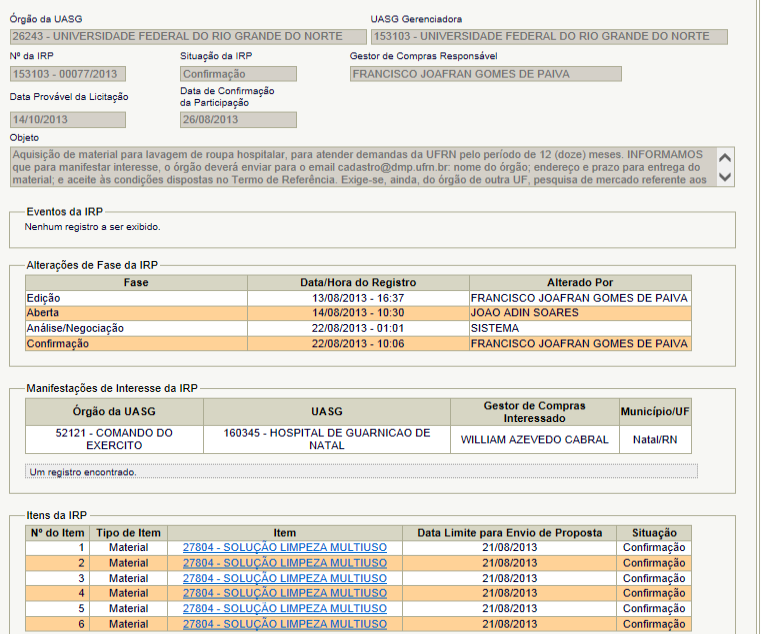 Órgão da UASG UASG Gerenciadora
26243 - UNIVERSIDADE FEDERAL DO RIO GRANDE DO NORTE 153103 - UNIVERSIDADE FEDERAL DO RIO GRANDE DO NORTE
Nº da IRP Situação da IRP Gestor de Compras Responsável
153103 - 00077/2013 Confirmação FRANCISCO JOAFRAN GOMES DE PAIVA
Data Provável da Licitação Data de Confirmação
da Participação
14/10/2013 26/08/2013
Objeto
Aquisição de material para lavagem de roupa hospitalar, para atender demandas da UFRN pelo período de 12 (doze) meses. INFORMAMOS
que para manifestar interesse, o órgão deverá enviar para o email cadastro@dmp.ufrn.br: nome do órgão; endereço e prazo para entrega do
material; e aceite às condições dispostas no Termo de Referência. Exige-se, ainda, do órgão de outra UF, pesquisa de mercado referente aos
Eventos da IRP
Nenhum registro a ser exibido.
Alterações de Fase da IRP
Fase Data/Hora do Registro Alterado Por
Edição 13/08/2013 - 16:37 FRANCISCO JOAFRAN GOMES DE PAIVA
Aberta 14/08/2013 - 10:30 JOAO ADIN SOARES
Análise/Negociação 22/08/2013 - 01:01 SISTEMA
Confirmação 22/08/2013 - 10:06 FRANCISCO JOAFRAN GOMES DE PAIVA
Manifestações de Interesse da IRP
Órgão da UASG UASG Gestor de Compras Interessado Município/UF
52121 - COMANDO DO EXERCITO 160345 - HOSPITAL DE GUARNICAO DE NATAL WILLIAM AZEVEDO CABRAL Natal/RN
Um registro encontrado.
Itens da IRP
Nº do Item Tipo de Item Item Data Limite para Envio de Proposta Situação
1 Material 27804 - SOLUÇÃO LIMPEZA MULTIUSO 21/08/2013 Confirmação
2 Material 27804 - SOLUÇÃO LIMPEZA MULTIUSO 21/08/2013 Confirmação
3 Material 27804 - SOLUÇÃO LIMPEZA MULTIUSO 21/08/2013 Confirmação
4 Material 27804 - SOLUÇÃO LIMPEZA MULTIUSO 21/08/2013 Confirmação
5 Material 27804 - SOLUÇÃO LIMPEZA MULTIUSO 21/08/2013 Confirmação
6 Material 27804 - SOLUÇÃO LIMPEZA MULTIUSO 21/08/2013 Confirmação